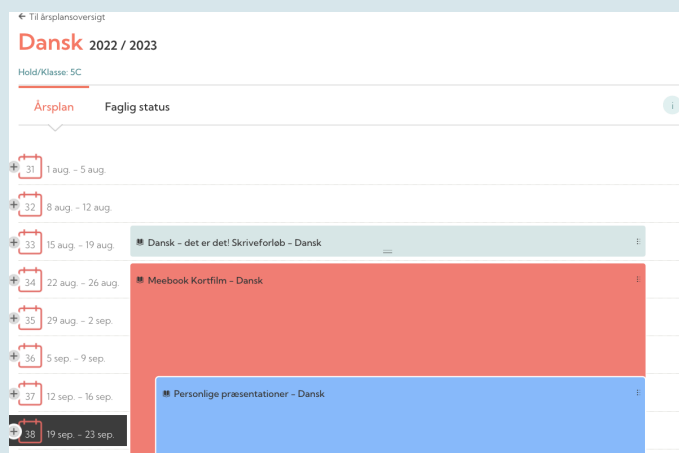 ← Til årsplansoversigt
Dansk 2022 / 2023
Hold/Klasse: 5C
Årsplan Faglig status i
31 1 aug. - 5 aug.
32 8 aug. - 12 aug.
33 15 aug. - 19 aug. Dansk - det er det! Skriveforløb - Dansk
34 22 aug. - 26 aug. Meebook Kortfilm - Dansk
35 29 aug. - 2 sep.
36 5 sep. - 9 sep.
37 12 sep. - 16 sep. Personlige præsentationer - Dansk
38 19 sep. - 23 sep.